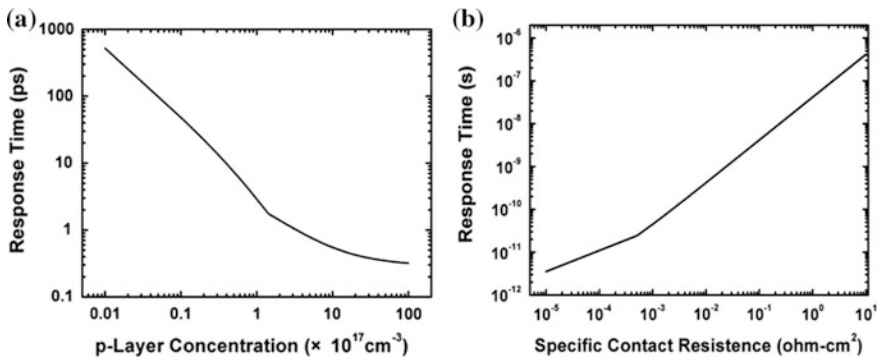 (a)
1000
100
10
1
0.1
Response Time (ps)
0.01 0.1 1 10 100
p-Layer Concentration (× 10¹⁷cm⁻³)
(b)
10⁻⁶
10⁻⁷
10⁻⁸
10⁻⁹
10⁻¹⁰
10⁻¹¹
10⁻¹²
Response Time (s)
10⁻⁵ 10⁻⁴ 10⁻³ 10⁻² 10⁻¹ 10⁰ 10¹
Specific Contact Resistence (ohm-cm²)